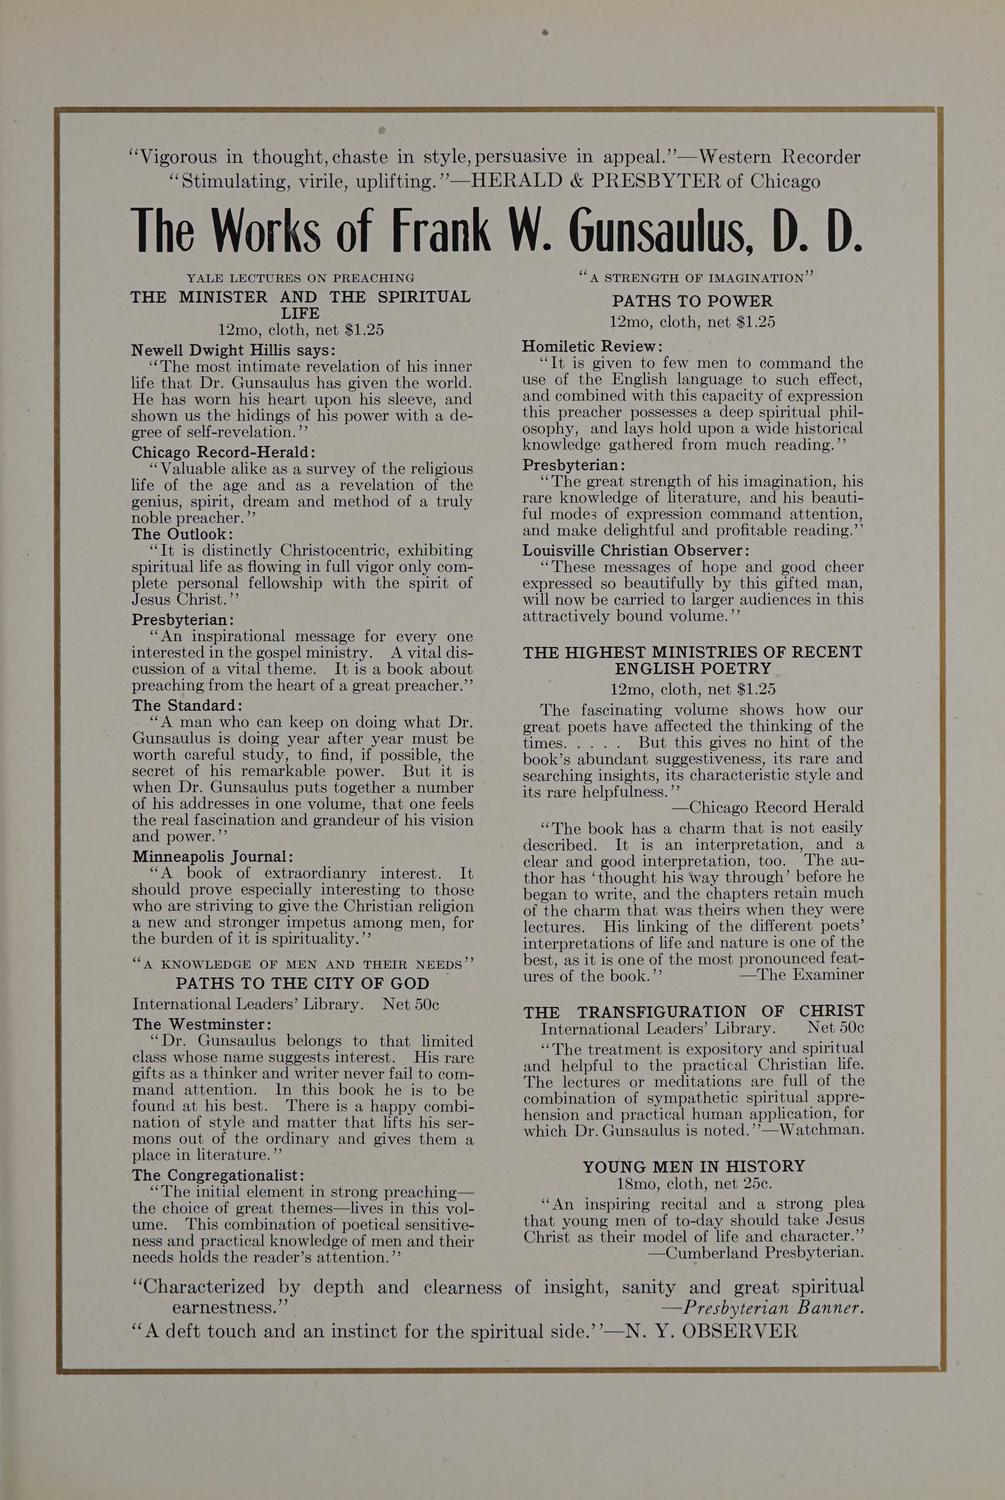 “Vigorous in thought, chaste in style, persuasive in appeal.”—Western Recorder
“Stimulating, virile, uplifting.”—HERALD & PRESBYTER of Chicago
The Works of Frank W. Gunsaulus, D. D.
YALE LECTURES ON PREACHING
THE MINISTER AND THE SPIRITUAL
LIFE
12mo, cloth, net $1.25
Newell Dwight Hillis says:
“The most intimate revelation of his inner
life that Dr. Gunsaulus has given the world.
He has worn his heart upon his sleeve, and
shown us the hidings of his power with a de-
gree of self-revelation.”
Chicago Record-Herald:
“Valuable alike as a survey of the religious
life of the age and as a revelation of the
genius, spirit, dream and method of a truly
noble preacher.”
The Outlook:
“It is distinctly Christocentric, exhibiting
spiritual life as flowing in full vigor only com-
plete personal fellowship with the spirit of
Jesus Christ.”
Presbyterian:
“An inspirational message for every one
interested in the gospel ministry. A vital dis-
cussion of a vital theme. It is a book about
preaching from the heart of a great preacher.”
The Standard:
“A man who can keep on doing what Dr.
Gunsaulus is doing year after year must be
worth careful study, to find, if possible, the
secret of his remarkable power. But it is
when Dr. Gunsaulus puts together a number
of his addresses in one volume, that one feels
the real fascination and grandeur of his vision
and power.”
Minneapolis Journal:
“A book of extraordianry interest. It
should prove especially interesting to those
who are striving to give the Christian religion
a new and stronger impetus among men, for
the burden of it is spirituality.”
“A KNOWLEDGE OF MEN AND THEIR NEEDS”
PATHS TO THE CITY OF GOD
International Leaders’ Library. Net 50c
The Westminster:
“Dr. Gunsaulus belongs to that limited
class whose name suggests interest. His rare
gifts as a thinker and writer never fail to com-
mand attention. In this book he is to be
found at his best. There is a happy combi-
nation of style and matter that lifts his ser-
mons out of the ordinary and gives them a
place in literature.”
The Congregationalist:
“The initial element in strong preaching—
the choice of great themes—lives in this vol-
ume. This combination of poetical sensitive-
ness and practical knowledge of men and their
needs holds the reader’s attention.”
“A STRENGTH OF IMAGINATION”
PATHS TO POWER
12mo, cloth, net $1.25
Homiletic Review:
“It is given to few men to command the
use of the English language to such effect,
and combined with this capacity of expression
this preacher possesses a deep spiritual phil-
osophy, and lays hold upon a wide historical
knowledge gathered from much reading.”
Presbyterian:
“The great strength of his imagination, his
rare knowledge of literature, and his beauti-
ful modes of expression command attention,
and make delightful and profitable reading.”
Louisville Christian Observer:
“These messages of hope and good cheer
expressed so beautifully by this gifted man,
will now be carried to larger audiences in this
attractively bound volume.”
THE HIGHEST MINISTRIES OF RECENT
ENGLISH POETRY
12mo, cloth, net $1.25
The fascinating volume shows how our
great poets have affected the thinking of the
times. . . . . But this gives no hint of the
book’s abundant suggestiveness, its rare and
searching insights, its characteristic style and
its rare helpfulness.”
—Chicago Record Herald
“The book has a charm that is not easily
described. It is an interpretation, and a
clear and good interpretation, too. The au-
thor has ‘thought his way through’ before he
began to write, and the chapters retain much
of the charm that was theirs when they were
lectures. His linking of the different poets’
interpretations of life and nature is one of the
best, as it is one of the most pronounced feat-
ures of the book.” —The Examiner
THE TRANSFIGURATION OF CHRIST
International Leaders’ Library. Net 50c
“The treatment is expository and spiritual
and helpful to the practical Christian life.
The lectures or meditations are full of the
combination of sympathetic spiritual appre-
hension and practical human application, for
which Dr. Gunsaulus is noted.”—Watchman.
YOUNG MEN IN HISTORY
18mo, cloth, net 25c.
“An inspiring recital and a strong plea
that young men of to-day should take Jesus
Christ as their model of life and character.”
—Cumberland Presbyterian.
“Characterized by depth and clearness of insight, sanity and great spiritual
earnestness.” —Presbyterian Banner.
“A deft touch and an instinct for the spiritual side.”—N. Y. OBSERVER